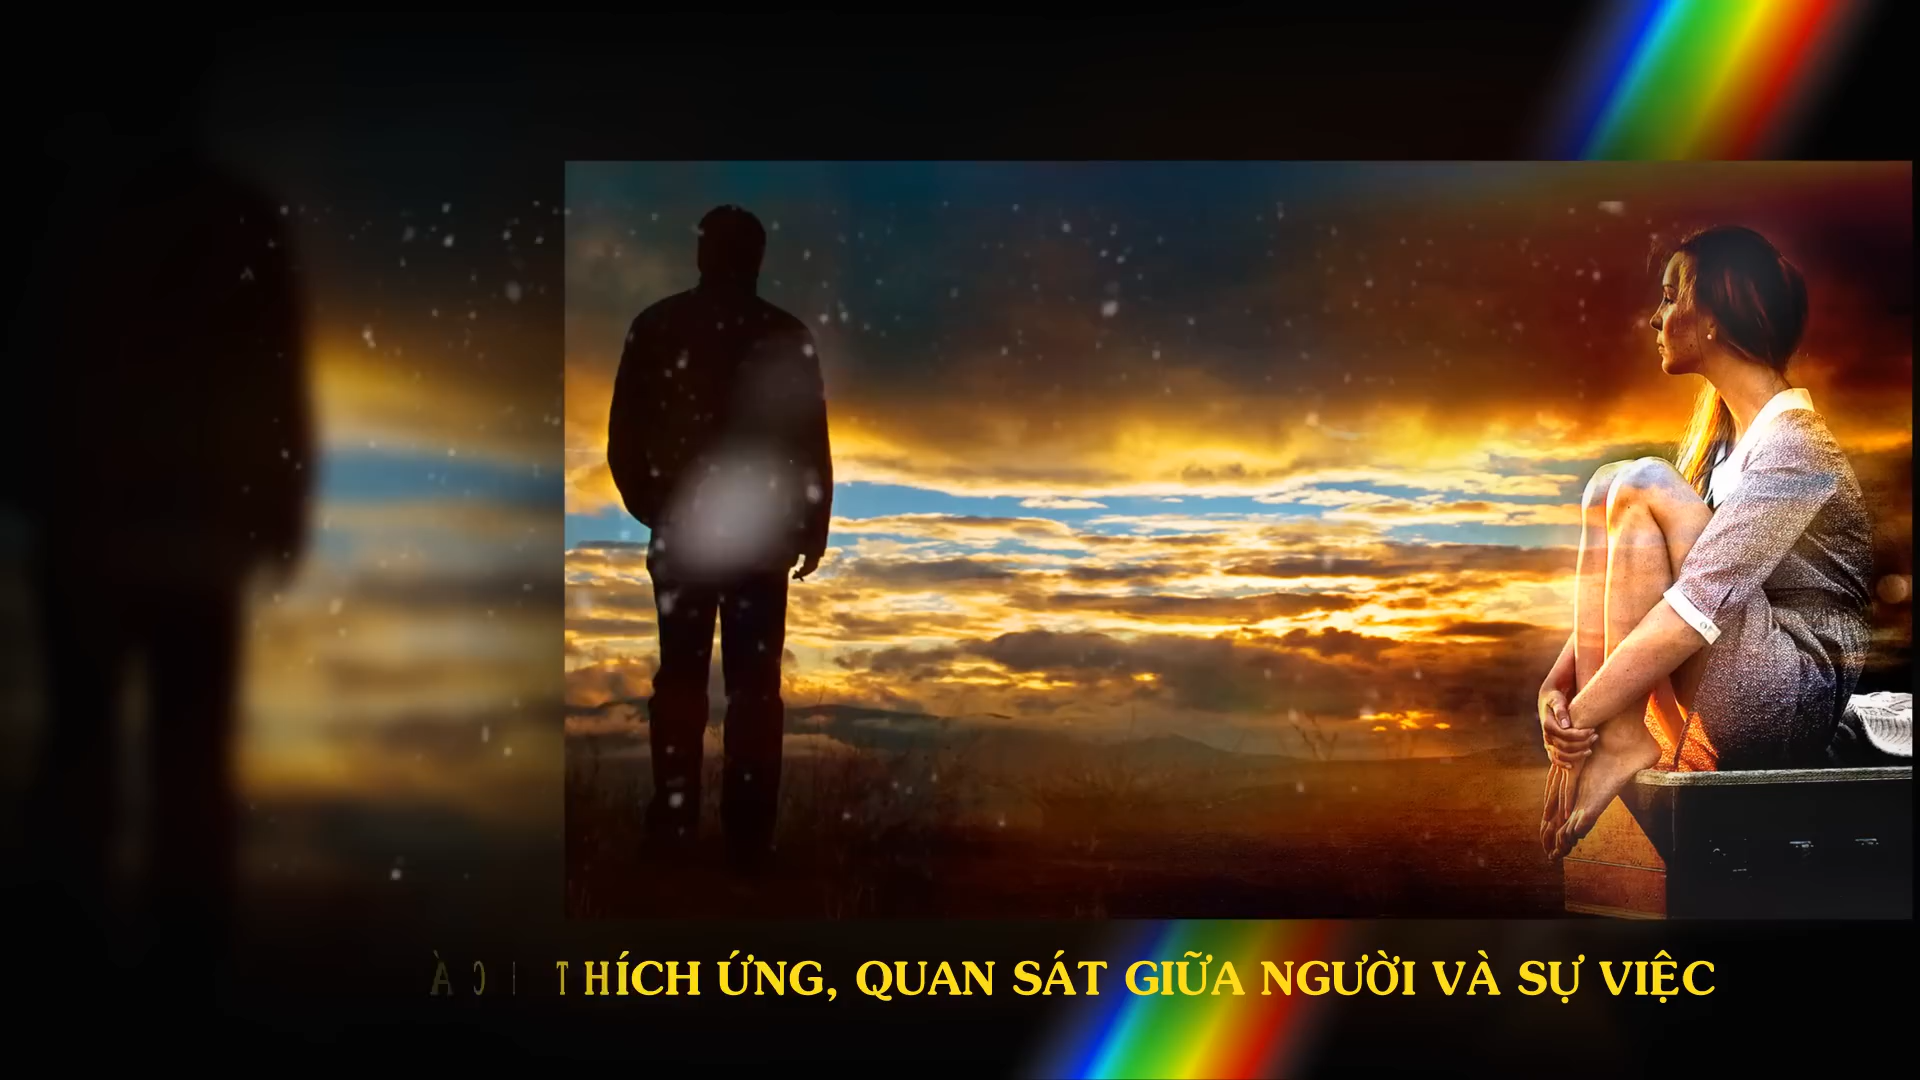 THÍCH ỨNG, QUAN SÁT GIỮA NGƯỜI VÀ SỰ VIỆC